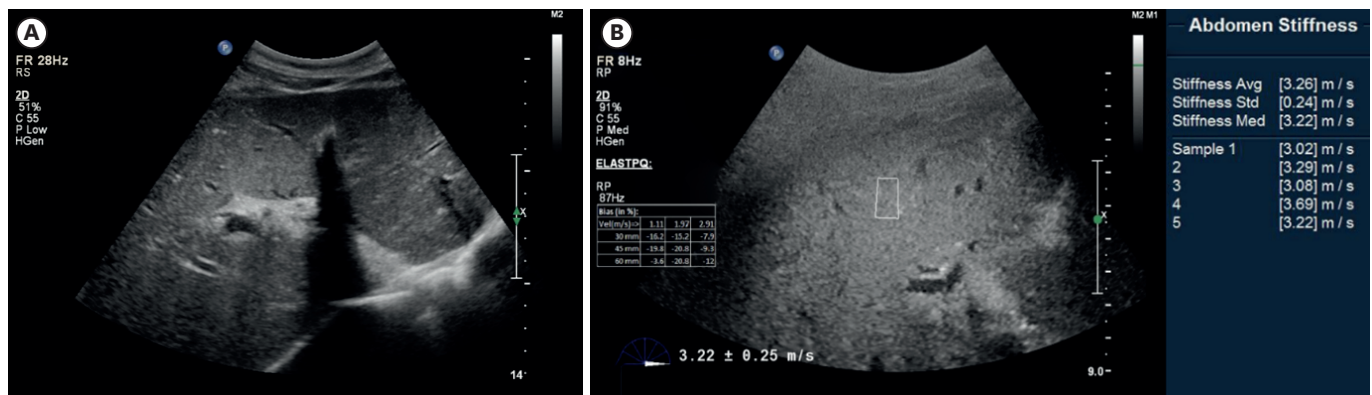 A
M2
P
FR 28Hz
RS
2D
51%
C 55
P Low
HGen
X
14
B
M2 M1
P
FR 8Hz
RP
2D
91%
C 55
P Med
HGen
ELASTPQ:
RP
87Hz
Bias (in %):
Vel(m/s)=> 1.11 1.97 2.91
30 mm -16.2 -15.2 -7.9
45 mm -19.8 -20.8 -9.3
60 mm -3.6 -20.8 -12
X
3.22 ± 0.25 m/s
9.0
Abdomen Stiffness
Stiffness Avg [3.26] m / s
Stiffness Std [0.24] m / s
Stiffness Med [3.22] m / s
Sample 1 [3.02] m / s
2 [3.29] m / s
3 [3.08] m / s
4 [3.69] m / s
5 [3.22] m / s